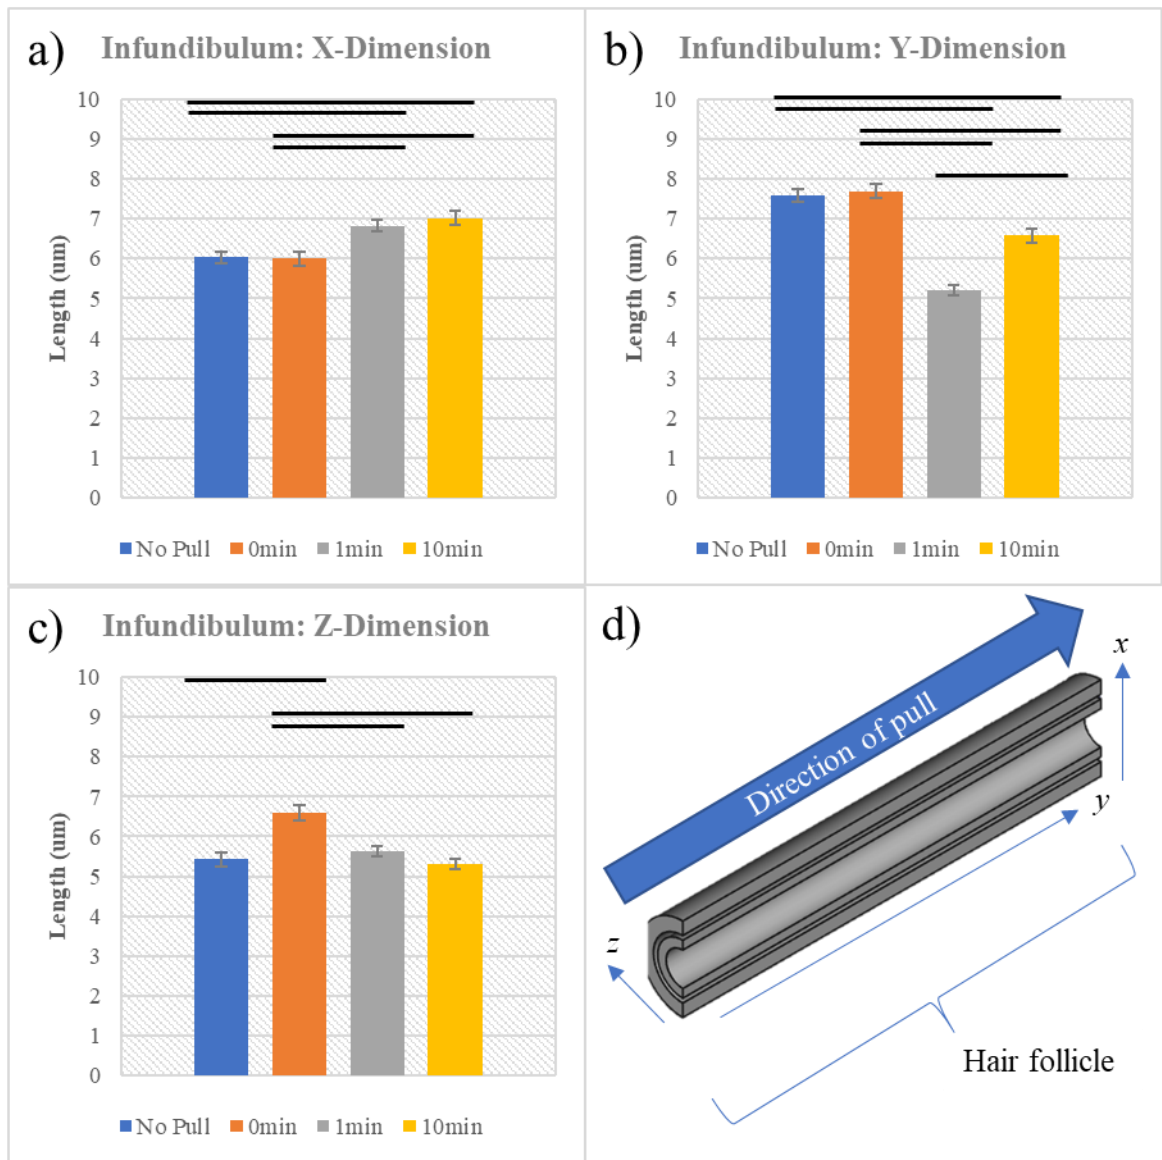 a) Infundibulum: X-Dimension
10
9
8
7
6
5
4
3
2
1
0
Length (um)
No Pull 0min 1min 10min
b) Infundibulum: Y-Dimension
10
9
8
7
6
5
4
3
2
1
0
Length (um)
No Pull 0min 1min 10min
c) Infundibulum: Z-Dimension
10
9
8
7
6
5
4
3
2
1
0
Length (um)
No Pull 0min 1min 10min
d)
Direction of pull
x
y
z
Hair follicle